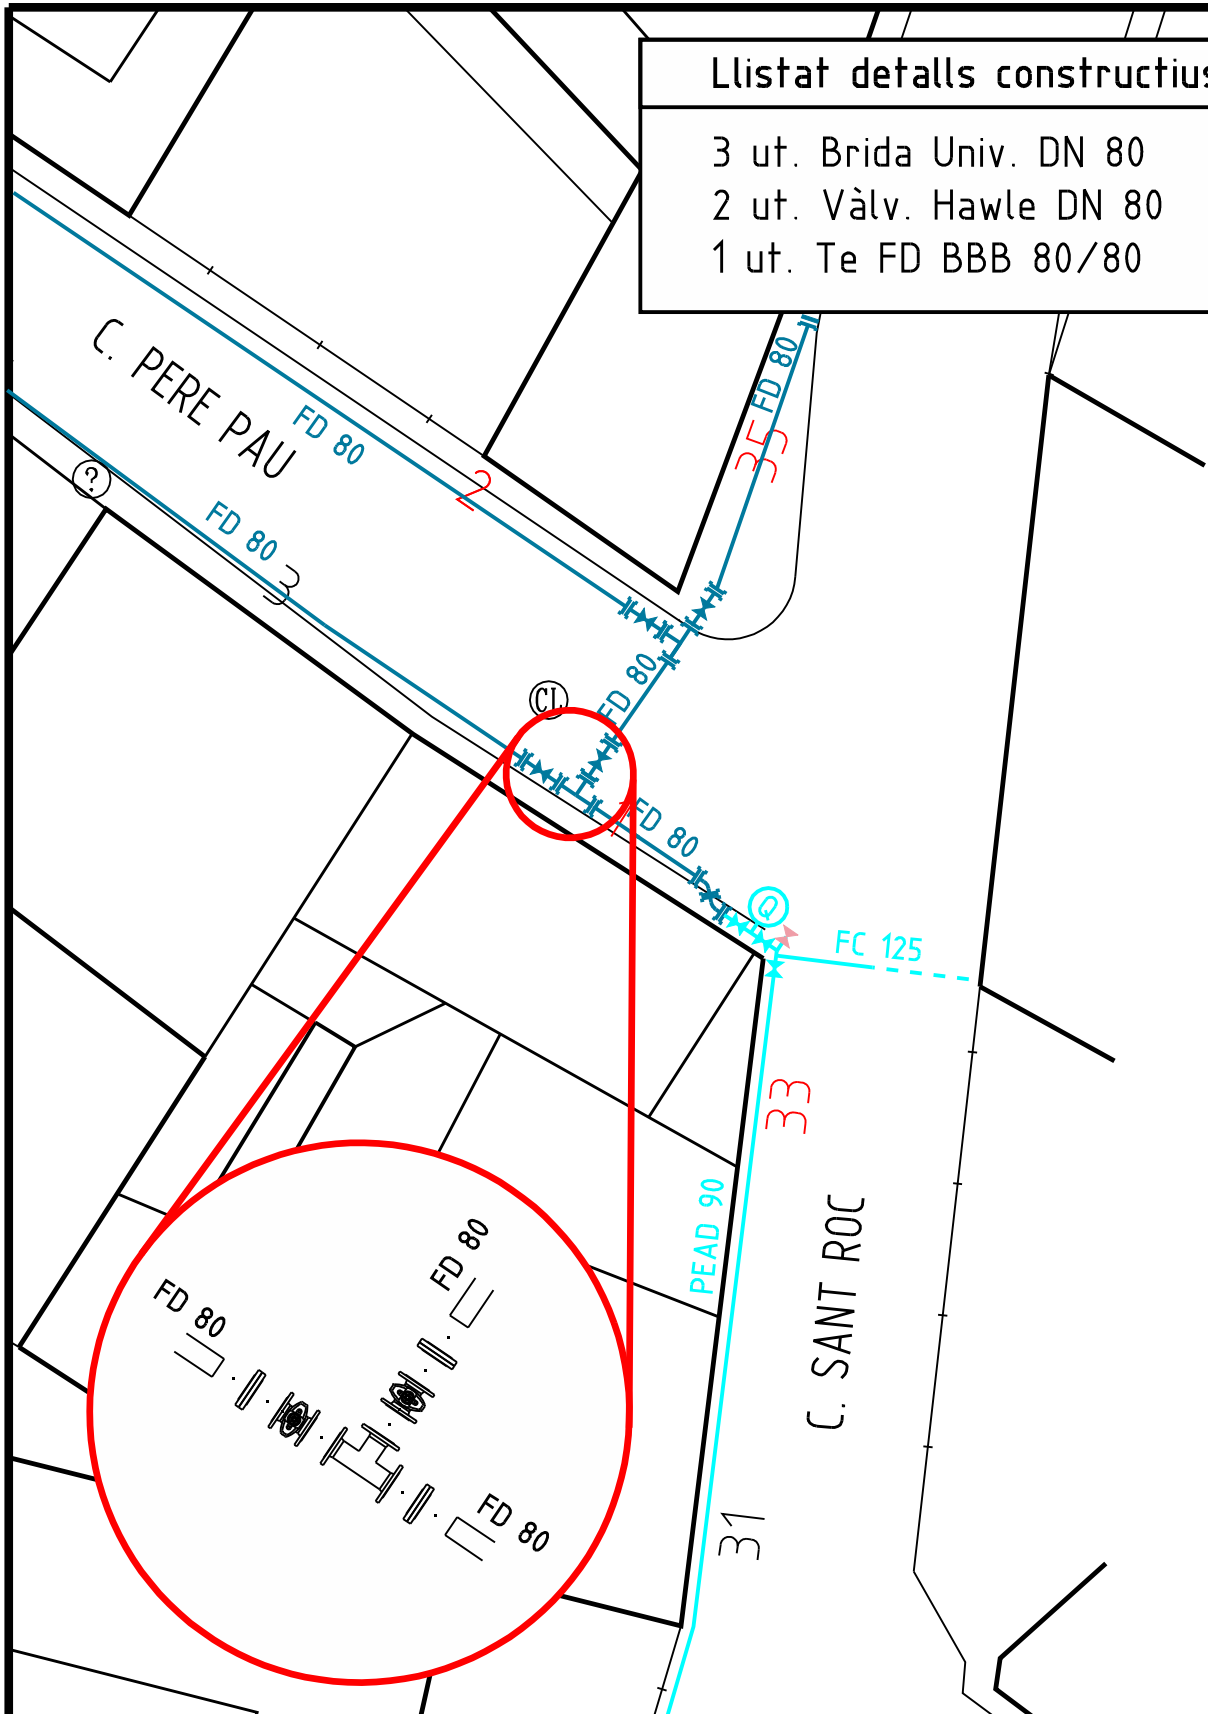 Llistat detalls constructius
3 ut. Brida Univ. DN 80
2 ut. Vàlv. Hawle DN 80
1 ut. Te FD BBB 80/80
C. PERE PAU
FD 80
2
FD 80
35
?
FD 80
3
CL
FD 80
1
FD 80
Q
FC 125
33
PEAD 90
C. SANT ROC
31
FD 80
FD 80
FD 80